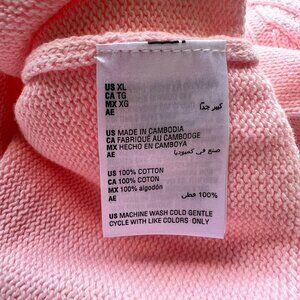 US XL
CA TG
MX XG
AE كبير جدًا
US MADE IN CAMBODIA
CA FABRIQUÉ AU CAMBODGE
MX HECHO EN CAMBOYA
AE صنع في كمبوديا
US 100% COTTON
CA 100% COTON
MX 100% algodón
AE 100% قطن
US MACHINE WASH COLD GENTLE
CYCLE WITH LIKE COLORS ONLY